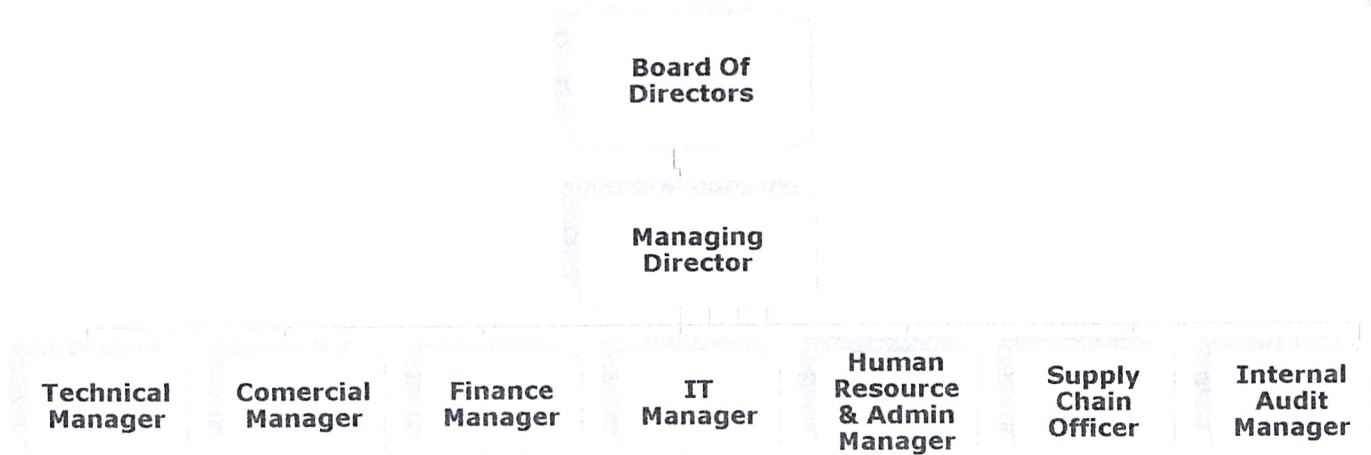 Board Of
Directors
Managing
Director
Technical
Manager
Comercial
Manager
Finance
Manager
IT
Manager
Human
Resource
& Admin
Manager
Supply
Chain
Officer
Internal
Audit
Manager